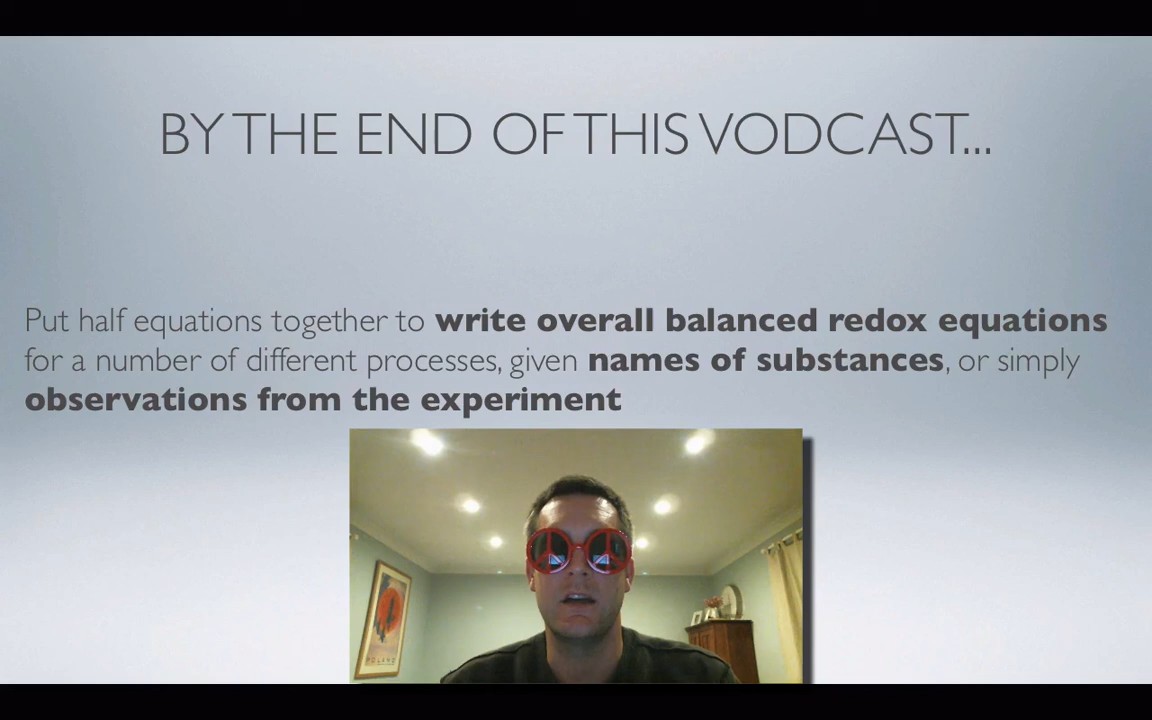 BY THE END OF THIS VODCAST...
Put half equations together to write overall balanced redox equations
for a number of different processes, given names of substances, or simply
observations from the experiment
POLAND